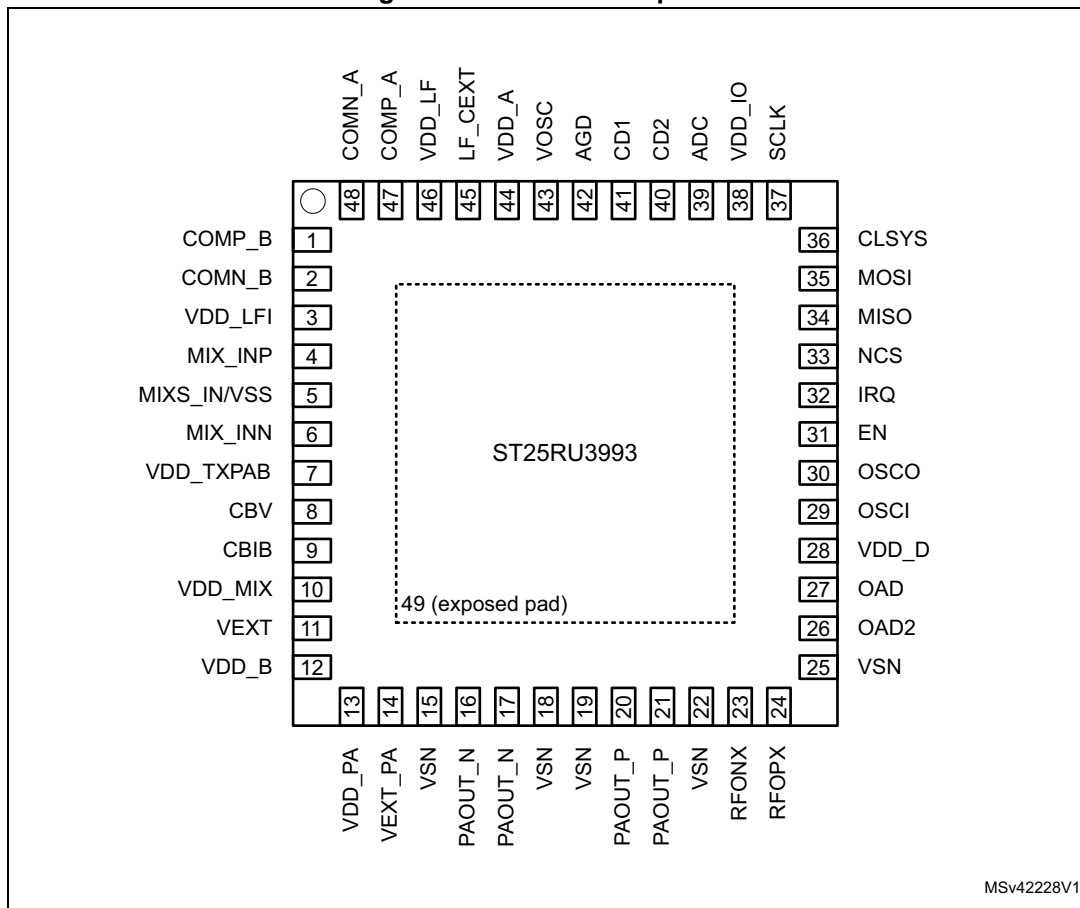 COMN_A
COMP_A
VDD_LF
LF_CEXT
VDD_A
VOSC
AGD
CD1
CD2
ADC
VDD_IO
SCLK
48 47 46 45 44 43 42 41 40 39 38 37
COMP_B 1 36 CLSYS
COMN_B 2 35 MOSI
VDD_LFI 3 34 MISO
MIX_INP 4 33 NCS
MIXS_IN/VSS 5 32 IRQ
MIX_INN 6 31 EN
ST25RU3993
VDD_TXPAB 7 30 OSCO
CBV 8 29 OSCI
CBIB 9 28 VDD_D
VDD_MIX 10 27 OAD
49 (exposed pad)
VEXT 11 26 OAD2
VDD_B 12 25 VSN
13 14 15 16 17 18 19 20 21 22 23 24
VDD_PA
VEXT_PA
VSN
PAOUT_N
PAOUT_N
VSN
VSN
PAOUT_P
PAOUT_P
VSN
RFONX
RFOPX
MSv42228V1